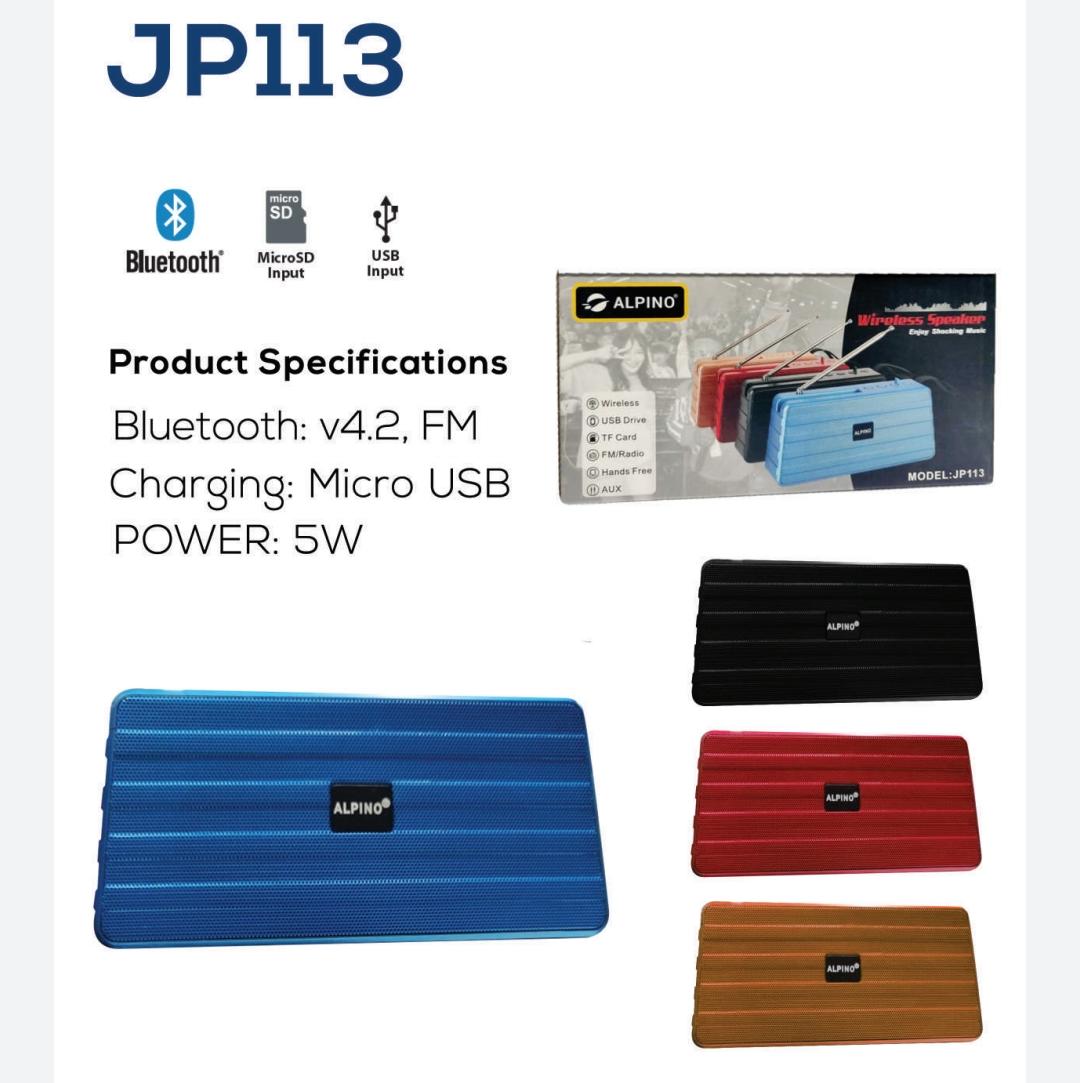 JP113
micro
SD
Bluetooth®
MicroSD
Input
USB
Input
Product Specifications
Bluetooth: v4.2, FM
Charging: Micro USB
POWER: 5W
ALPINO®
Wireless Speaker
Enjoy Shocking Music
Wireless
USB Drive
TF Card
FM/Radio
Hands Free
AUX
ALPINO
MODEL:JP113
ALPINO®
ALPINO®
ALPINO®
ALPINO®